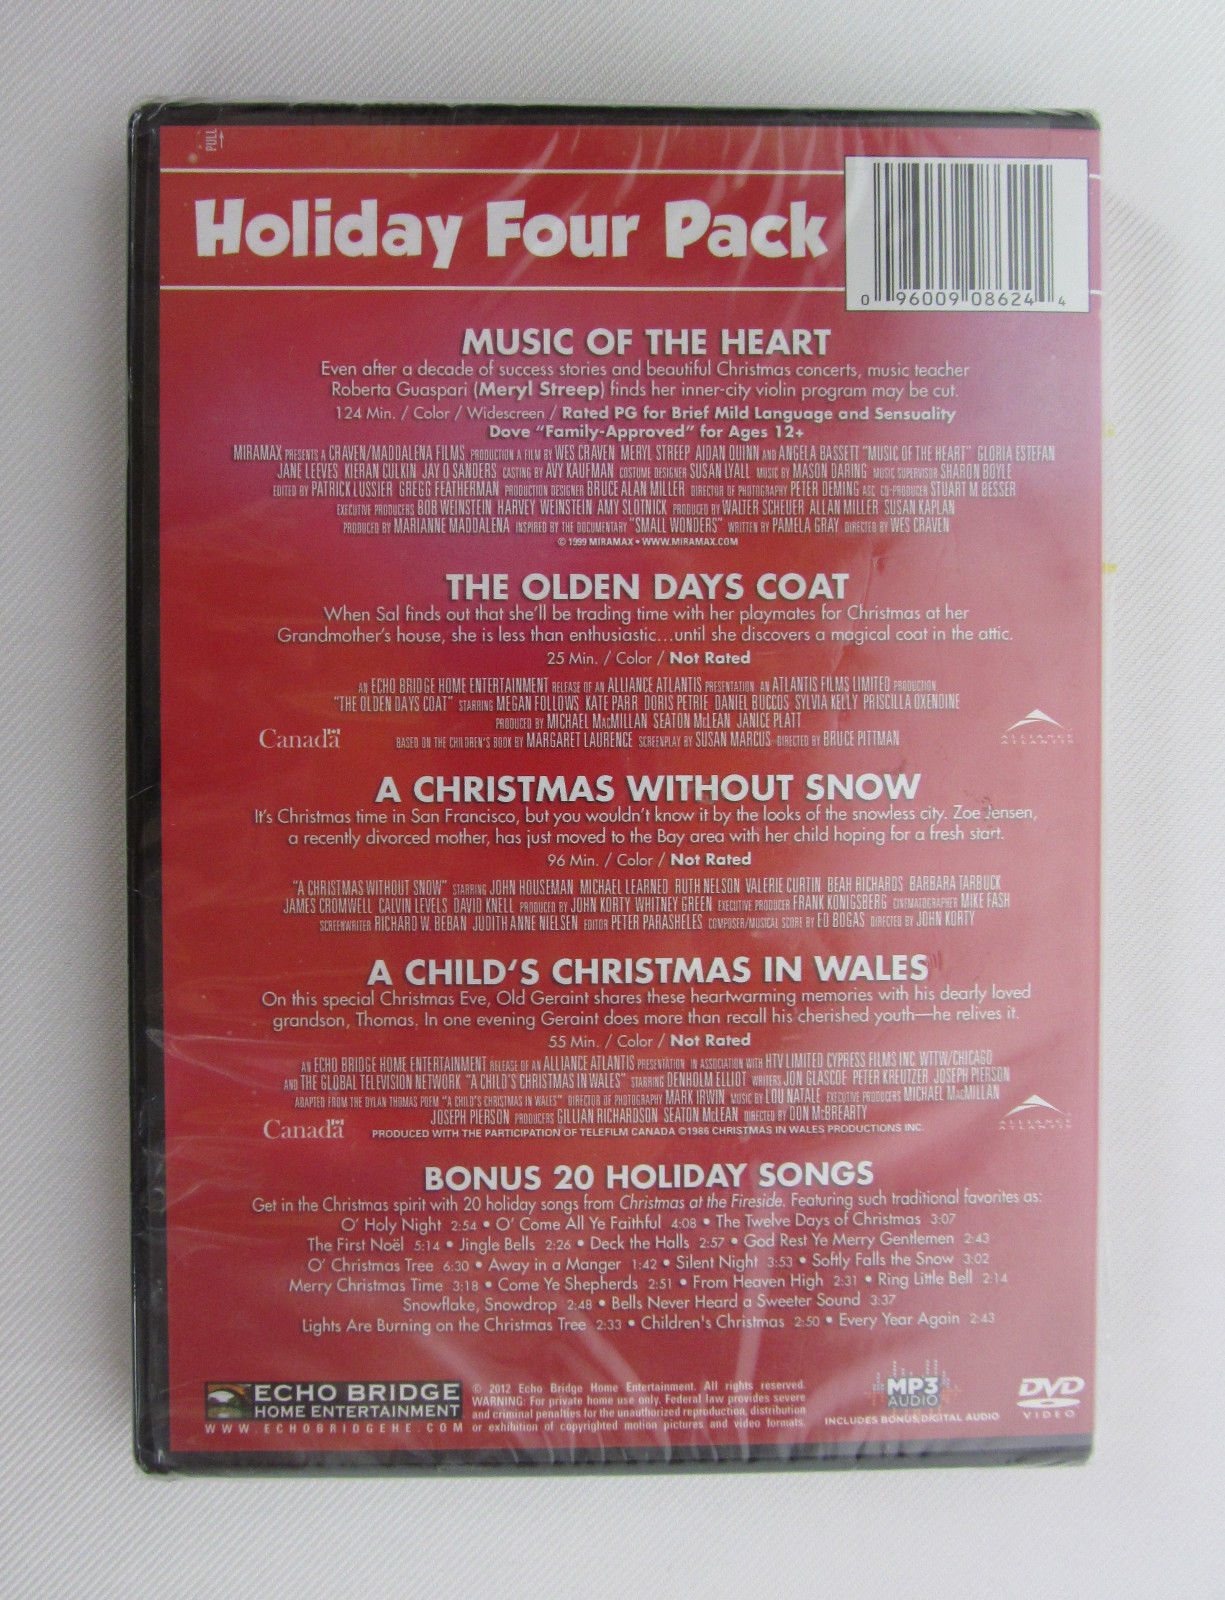 PULL
Holiday Four Pack
0 96009 08624 4
MUSIC OF THE HEART
Even after a decade of success stories and beautiful Christmas concerts, music teacher
Roberta Guaspari (Meryl Streep) finds her inner-city violin program may be cut.
124 Min. / Color / Widescreen / Rated PG for Brief Mild Language and Sensuality
Dove "Family-Approved" for Ages 12+
MIRAMAX PRESENTS A CRAVEN/MADDALENA FILMS PRODUCTION A FILM BY WES CRAVEN MERYL STREEP AIDAN QUINN AND ANGELA BASSETT "MUSIC OF THE HEART" GLORIA ESTEFAN
JANE LEEVES KIERAN CULKIN JAY O SANDERS CASTING BY AVY KAUFMAN COSTUME DESIGNER SUSAN LYALL MUSIC BY MASON DARING MUSIC SUPERVISOR SHARON BOYLE
EDITED BY PATRICK LUSSIER GREGG FEATHERMAN PRODUCTION DESIGNER BRUCE ALAN MILLER DIRECTOR OF PHOTOGRAPHY PETER DEMING ASC CO-PRODUCER STUART M BESSER
EXECUTIVE PRODUCERS BOB WEINSTEIN HARVEY WEINSTEIN AMY SLOTNICK PRODUCED BY WALTER SCHEUER ALLAN MILLER SUSAN KAPLAN
PRODUCED BY MARIANNE MADDALENA INSPIRED BY THE DOCUMENTARY "SMALL WONDERS" WRITTEN BY PAMELA GRAY DIRECTED BY WES CRAVEN
© 1999 MIRAMAX • WWW.MIRAMAX.COM
THE OLDEN DAYS COAT
When Sal finds out that she'll be trading time with her playmates for Christmas at her
Grandmother's house, she is less than enthusiastic...until she discovers a magical coat in the attic.
25 Min. / Color / Not Rated
AN ECHO BRIDGE HOME ENTERTAINMENT RELEASE OF AN ALLIANCE ATLANTIS PRESENTATION AN ATLANTIS FILMS LIMITED PRODUCTION
"THE OLDEN DAYS COAT" STARRING MEGAN FOLLOWS KATE PARR DORIS PETRIE DANIEL BUCCOS SYLVIA KELLY PRISCILLA OXENDINE
PRODUCED BY MICHAEL MacMILLAN SEATON McLEAN JANICE PLATT
BASED ON THE CHILDREN'S BOOK BY MARGARET LAURENCE SCREENPLAY BY SUSAN MARCUS DIRECTED BY BRUCE PITTMAN
Canada
ALLIANCE
ATLANTIS
A CHRISTMAS WITHOUT SNOW
It's Christmas time in San Francisco, but you wouldn't know it by the looks of the snowless city. Zoe Jensen,
a recently divorced mother, has just moved to the Bay area with her child hoping for a fresh start.
96 Min. / Color / Not Rated
"A CHRISTMAS WITHOUT SNOW" STARRING JOHN HOUSEMAN MICHAEL LEARNED RUTH NELSON VALERIE CURTIN BEAH RICHARDS BARBARA TARBUCK
JAMES CROMWELL CALVIN LEVELS DAVID KNELL PRODUCED BY JOHN KORTY WHITNEY GREEN EXECUTIVE PRODUCER FRANK KONIGSBERG CINEMATOGRAPHER MIKE FASH
SCREENWRITER RICHARD W. BEBAN JUDITH ANNE NIELSEN EDITOR PETER PARASHELES COMPOSER/MUSICAL SCORE BY ED BOGAS DIRECTED BY JOHN KORTY
A CHILD'S CHRISTMAS IN WALES
On this special Christmas Eve, Old Geraint shares these heartwarming memories with his dearly loved
grandson, Thomas. In one evening Geraint does more than recall his cherished youth—he relives it.
55 Min. / Color / Not Rated
AN ECHO BRIDGE HOME ENTERTAINMENT RELEASE OF AN ALLIANCE ATLANTIS PRESENTATION IN ASSOCIATION WITH HTV LIMITED CYPRESS FILMS INC. WTTW/CHICAGO
AND THE GLOBAL TELEVISION NETWORK "A CHILD'S CHRISTMAS IN WALES" STARRING DENHOLM ELLIOT WRITERS JON GLASCOE PETER KREUTZER JOSEPH PIERSON
ADAPTED FROM THE DYLAN THOMAS POEM "A CHILD'S CHRISTMAS IN WALES" DIRECTOR OF PHOTOGRAPHY MARK IRWIN MUSIC BY LOU NATALE EXECUTIVE PRODUCERS MICHAEL MacMILLAN
JOSEPH PIERSON PRODUCERS GILLIAN RICHARDSON SEATON McLEAN DIRECTED BY DON McBREARTY
PRODUCED WITH THE PARTICIPATION OF TELEFILM CANADA ©1986 CHRISTMAS IN WALES PRODUCTIONS INC.
Canada
ALLIANCE
ATLANTIS
BONUS 20 HOLIDAY SONGS
Get in the Christmas spirit with 20 holiday songs from Christmas at the Fireside. Featuring such traditional favorites as:
O' Holy Night 2:54 • O' Come All Ye Faithful 4:08 • The Twelve Days of Christmas 3:07
The First Noël 5:14 • Jingle Bells 2:26 • Deck the Halls 2:57 • God Rest Ye Merry Gentlemen 2:43
O' Christmas Tree 6:30 • Away in a Manger 1:42 • Silent Night 3:53 • Softly Falls the Snow 3:02
Merry Christmas Time 3:18 • Come Ye Shepherds 2:51 • From Heaven High 2:31 • Ring Little Bell 2:14
Snowflake, Snowdrop 2:48 • Bells Never Heard a Sweeter Sound 3:37
Lights Are Burning on the Christmas Tree 2:33 • Children's Christmas 2:50 • Every Year Again 2:43
ECHO BRIDGE
HOME ENTERTAINMENT
WWW.ECHOBRIDGEHE.COM
© 2012 Echo Bridge Home Entertainment. All rights reserved.
WARNING: For private home use only. Federal law provides severe
and criminal penalties for the unauthorized reproduction, distribution
or exhibition of copyrighted motion pictures and video formats.
MP3
AUDIO
INCLUDES BONUS DIGITAL AUDIO
DVD
VIDEO